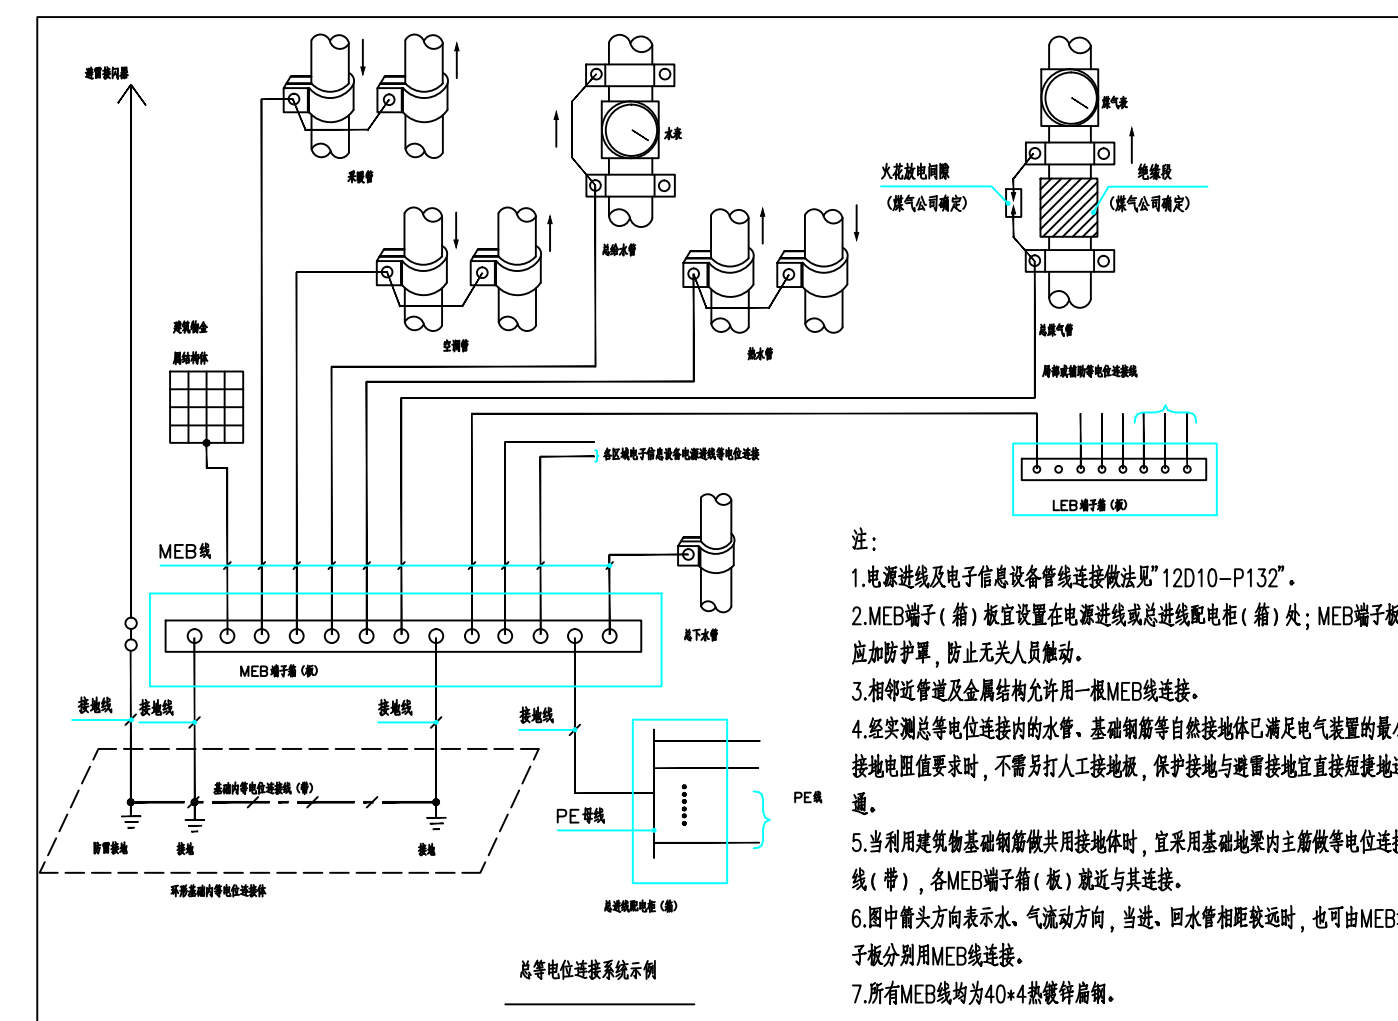 避雷接闪器
采暖管
水表
总给水管
煤气表
火花放电间隙
（煤气公司确定）
绝缘段
（煤气公司确定）
总煤气管
空调管
热水管
建筑物金
属结构体
局部或辅助等电位连接线
各区域电子信息设备电源进线等电位连接
LEB端子箱（板）
MEB线
总下水管
MEB端子箱（板）
接地线
接地线
接地线
接地线
基础内等电位连接线（带）
防雷接地
接地
接地
环形基础内等电位连接体
PE母线
PE线
总进线配电柜（箱）
总等电位连接系统示例
注：
1.电源进线及电子信息设备管线连接做法见"12D10-P132"。
2.MEB端子（箱）板宜设置在电源进线或总进线配电柜（箱）处；MEB端子板
应加防护罩，防止无关人员触动。
3.相邻近管道及金属结构允许用一根MEB线连接。
4.经实测总等电位连接内的水管、基础钢筋等自然接地体已满足电气装置的最
接地电阻值要求时，不需另打人工接地极，保护接地与避雷接地宜直接短捷地
通。
5.当利用建筑物基础钢筋做共用接地体时，宜采用基础地梁内主筋做等电位连接
线（带），各MEB端子箱（板）就近与其连接。
6.图中箭头方向表示水、气流动方向，当进、回水管相距较远时，也可由MEB
子板分别用MEB线连接。
7.所有MEB线均为40*4热镀锌扁钢。